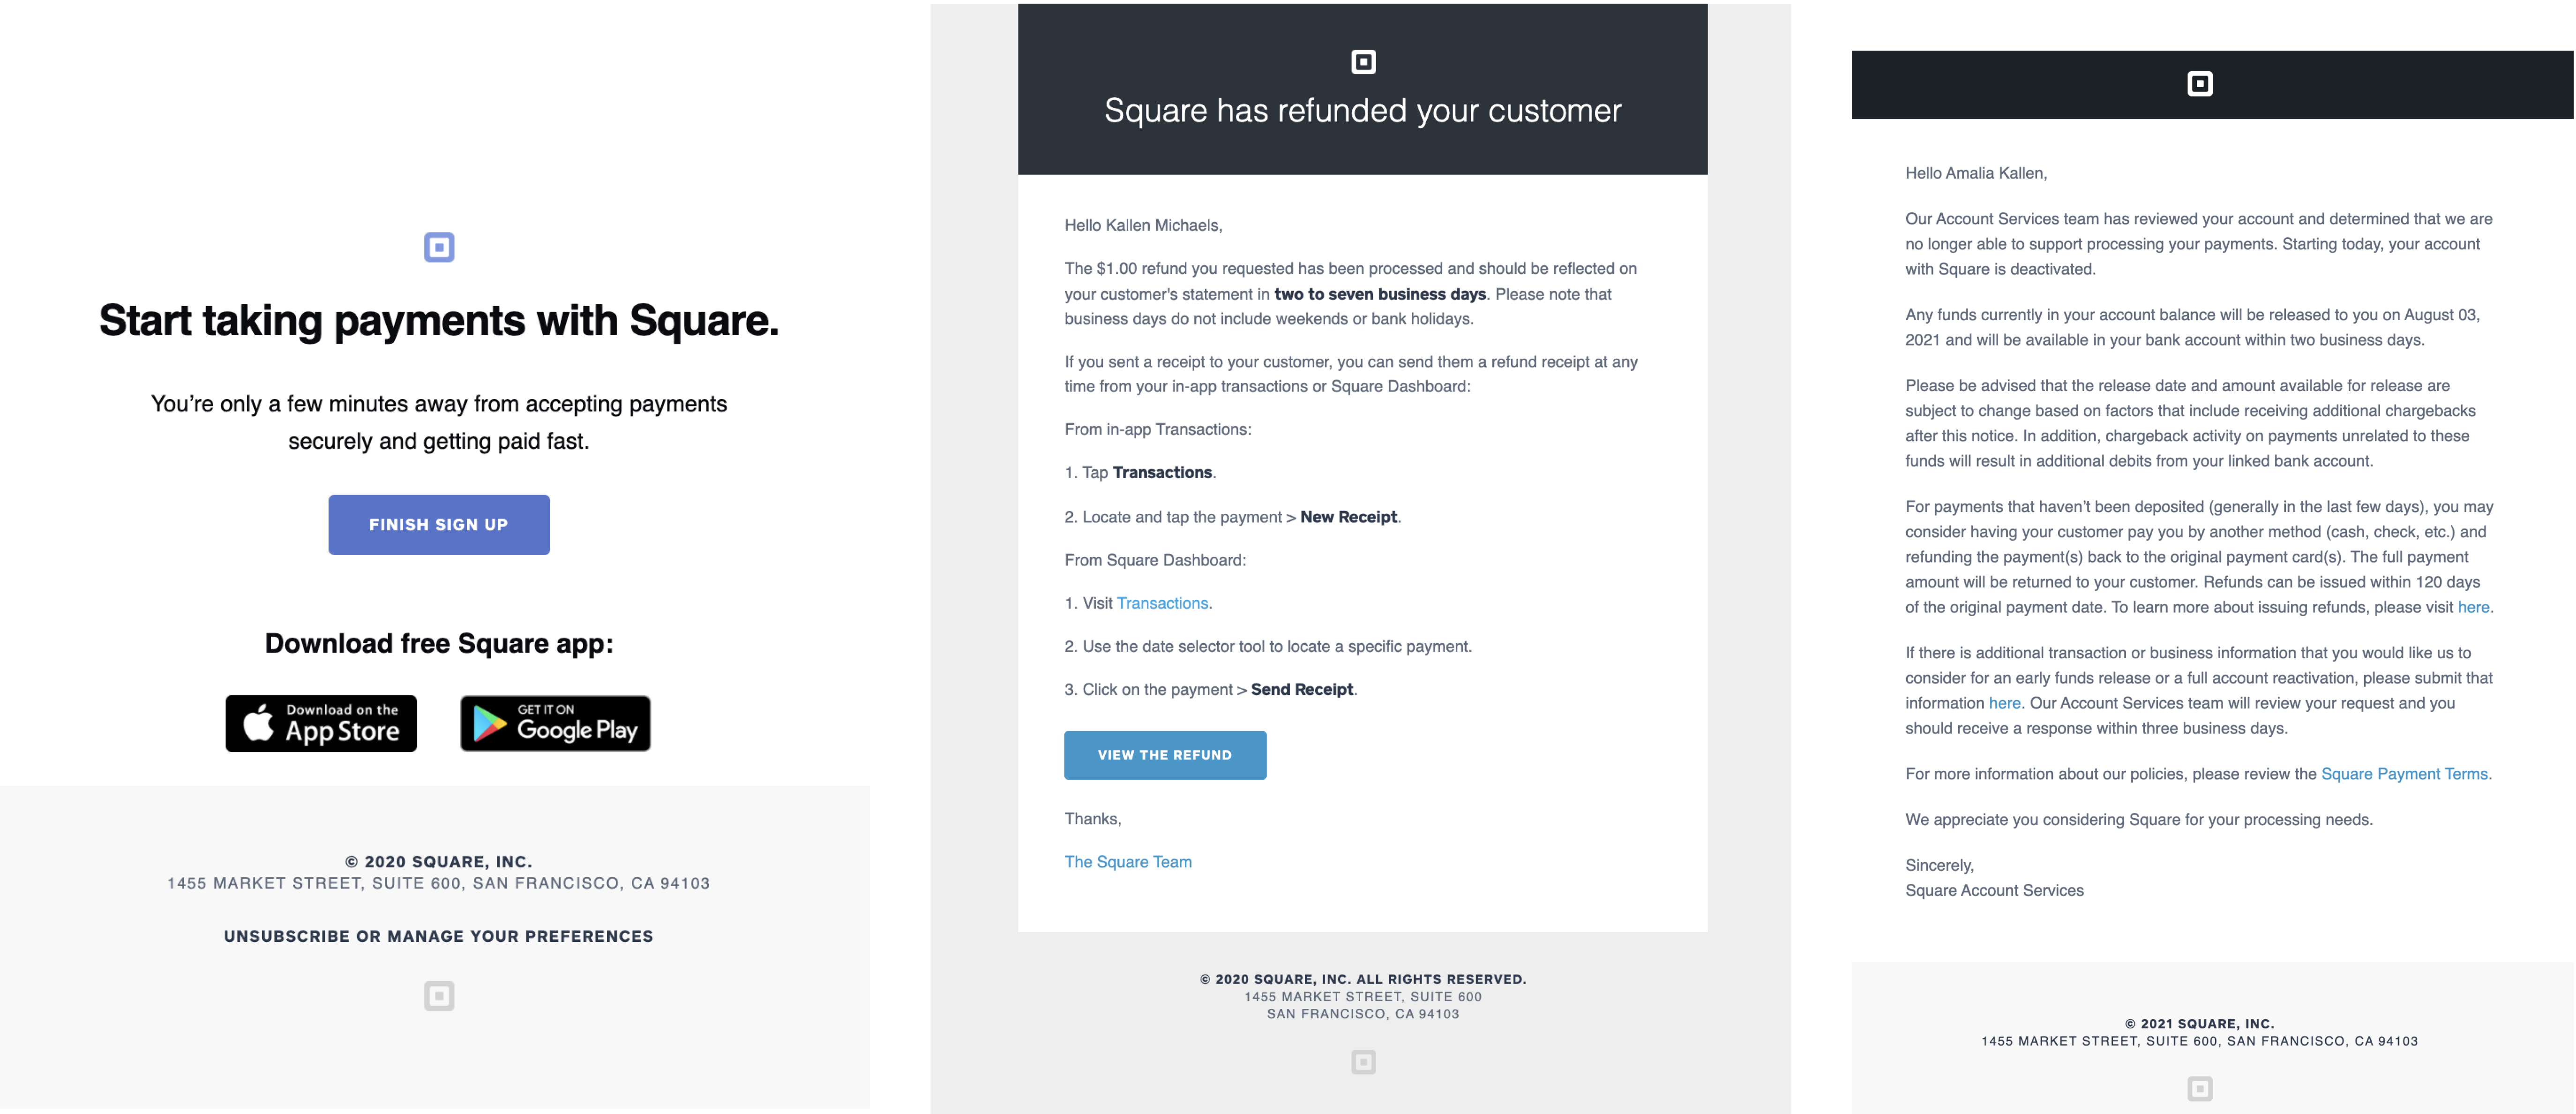 Start taking payments with Square.
You’re only a few minutes away from accepting payments
securely and getting paid fast.
FINISH SIGN UP
Download free Square app:
Download on the
App Store
GET IT ON
Google Play
© 2020 SQUARE, INC.
1455 MARKET STREET, SUITE 600, SAN FRANCISCO, CA 94103
UNSUBSCRIBE OR MANAGE YOUR PREFERENCES
Square has refunded your customer
Hello Kallen Michaels,
The $1.00 refund you requested has been processed and should be reflected on
your customer's statement in two to seven business days. Please note that
business days do not include weekends or bank holidays.
If you sent a receipt to your customer, you can send them a refund receipt at any
time from your in-app transactions or Square Dashboard:
From in-app Transactions:
1. Tap Transactions.
2. Locate and tap the payment > New Receipt.
From Square Dashboard:
1. Visit Transactions.
2. Use the date selector tool to locate a specific payment.
3. Click on the payment > Send Receipt.
VIEW THE REFUND
Thanks,
The Square Team
© 2020 SQUARE, INC. ALL RIGHTS RESERVED.
1455 MARKET STREET, SUITE 600
SAN FRANCISCO, CA 94103
Hello Amalia Kallen,
Our Account Services team has reviewed your account and determined that we are
no longer able to support processing your payments. Starting today, your account
with Square is deactivated.
Any funds currently in your account balance will be released to you on August 03,
2021 and will be available in your bank account within two business days.
Please be advised that the release date and amount available for release are
subject to change based on factors that include receiving additional chargebacks
after this notice. In addition, chargeback activity on payments unrelated to these
funds will result in additional debits from your linked bank account.
For payments that haven’t been deposited (generally in the last few days), you may
consider having your customer pay you by another method (cash, check, etc.) and
refunding the payment(s) back to the original payment card(s). The full payment
amount will be returned to your customer. Refunds can be issued within 120 days
of the original payment date. To learn more about issuing refunds, please visit here.
If there is additional transaction or business information that you would like us to
consider for an early funds release or a full account reactivation, please submit that
information here. Our Account Services team will review your request and you
should receive a response within three business days.
For more information about our policies, please review the Square Payment Terms.
We appreciate you considering Square for your processing needs.
Sincerely,
Square Account Services
© 2021 SQUARE, INC.
1455 MARKET STREET, SUITE 600, SAN FRANCISCO, CA 94103